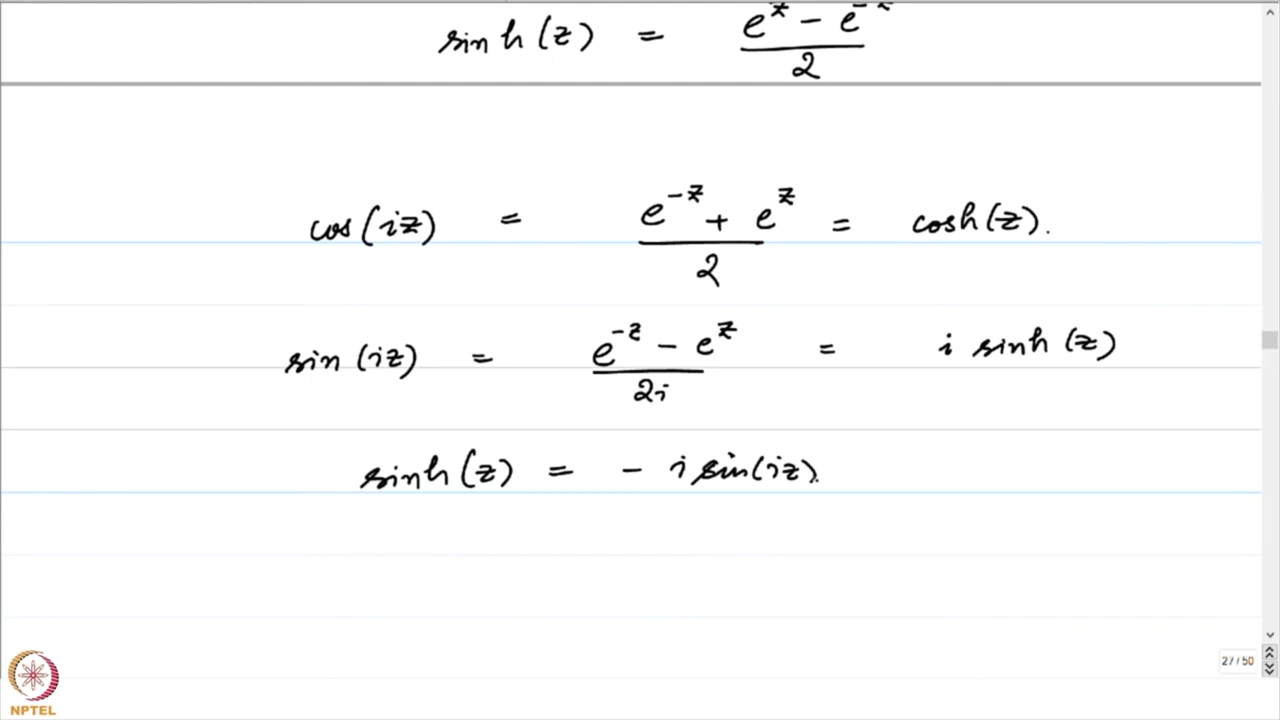 sinh(z) = (e^z - e^-z)/2
cos(iz) = (e^-z + e^z)/2 = cosh(z).
sin(iz) = (e^-z - e^z)/2i = i sinh(z)
sinh(z) = - i sin(iz).
27/50
NPTEL